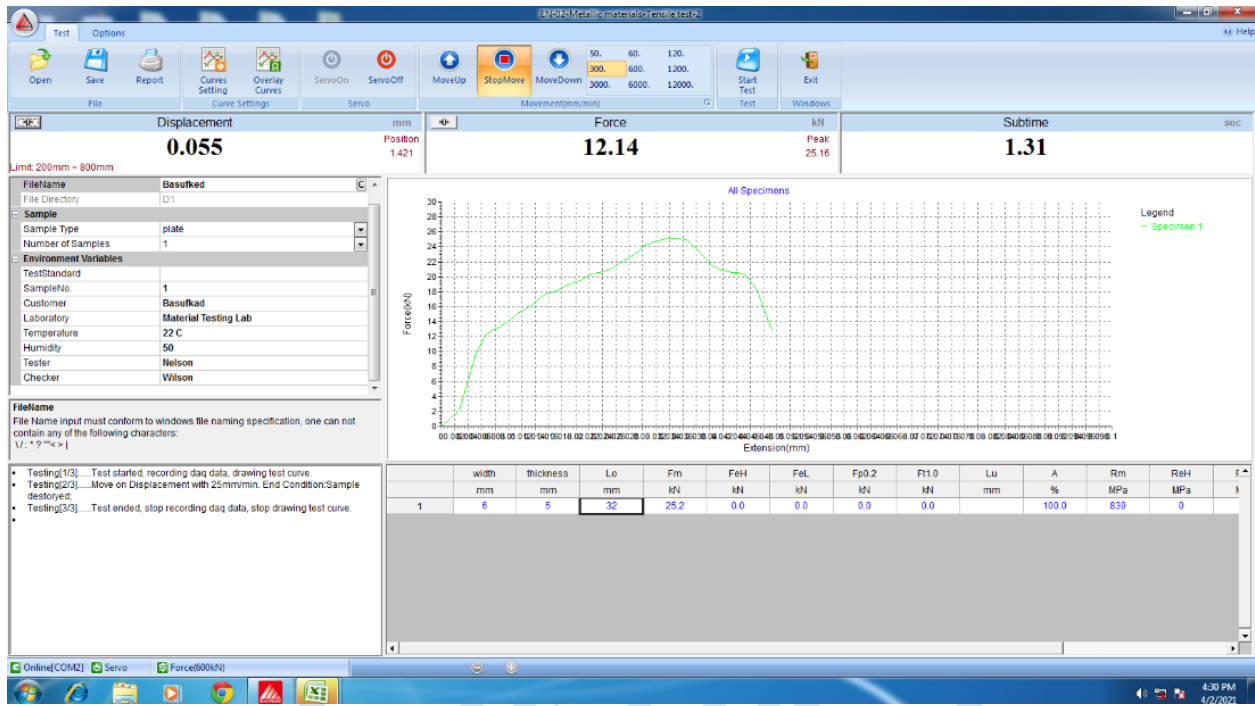 EN-02-Metallic materials-Tensile test-2
Test Options
Help
Open Save Report Curves Setting Overlay Curves ServoOn ServoOff MoveUp StopMove MoveDown 50. 60. 120. 300. 600. 1200. 3000. 6000. 12000. Start Test Exit
File Curve Settings Servo Movement(mm/min) Test Windows
Displacement mm Force kN Subtime sec
0.055 Position 1.421 12.14 Peak 25.16 1.31
Limit: 200mm ~ 800mm
FileName Basufked C
File Directory D:\
Sample
Sample Type plate
Number of Samples 1
Environment Variables
TestStandard
SampleNo. 1
Customer Basufkad
Laboratory Material Testing Lab
Temperature 22 C
Humidity 50
Tester Nelson
Checker Wilson
FileName
File Name input must conform to windows file naming specification, one can not
contain any of the following characters:
\ / : * ? "" < > |
All Specimens
Legend
Specimen 1
Force(kN)
30
28
26
24
22
20
18
16
14
12
10
8
6
4
2
0
Extension(mm)
Testing[1/3]......Test started, recording daq data, drawing test curve.
Testing[2/3]......Move on Displacement with 25mm/min. End Condition:Sample
destoryed;
Testing[3/3]......Test ended, stop recording daq data, stop drawing test curve.
width thickness Lo Fm FeH FeL Fp0.2 Ft1.0 Lu A Rm ReH
mm mm mm kN kN kN kN kN mm % MPa MPa
1 6 5 32 25.2 0.0 0.0 0.0 0.0 100.0 839 0
Online[COM2] Servo Force(600kN)
4:30 PM
4/2/2021